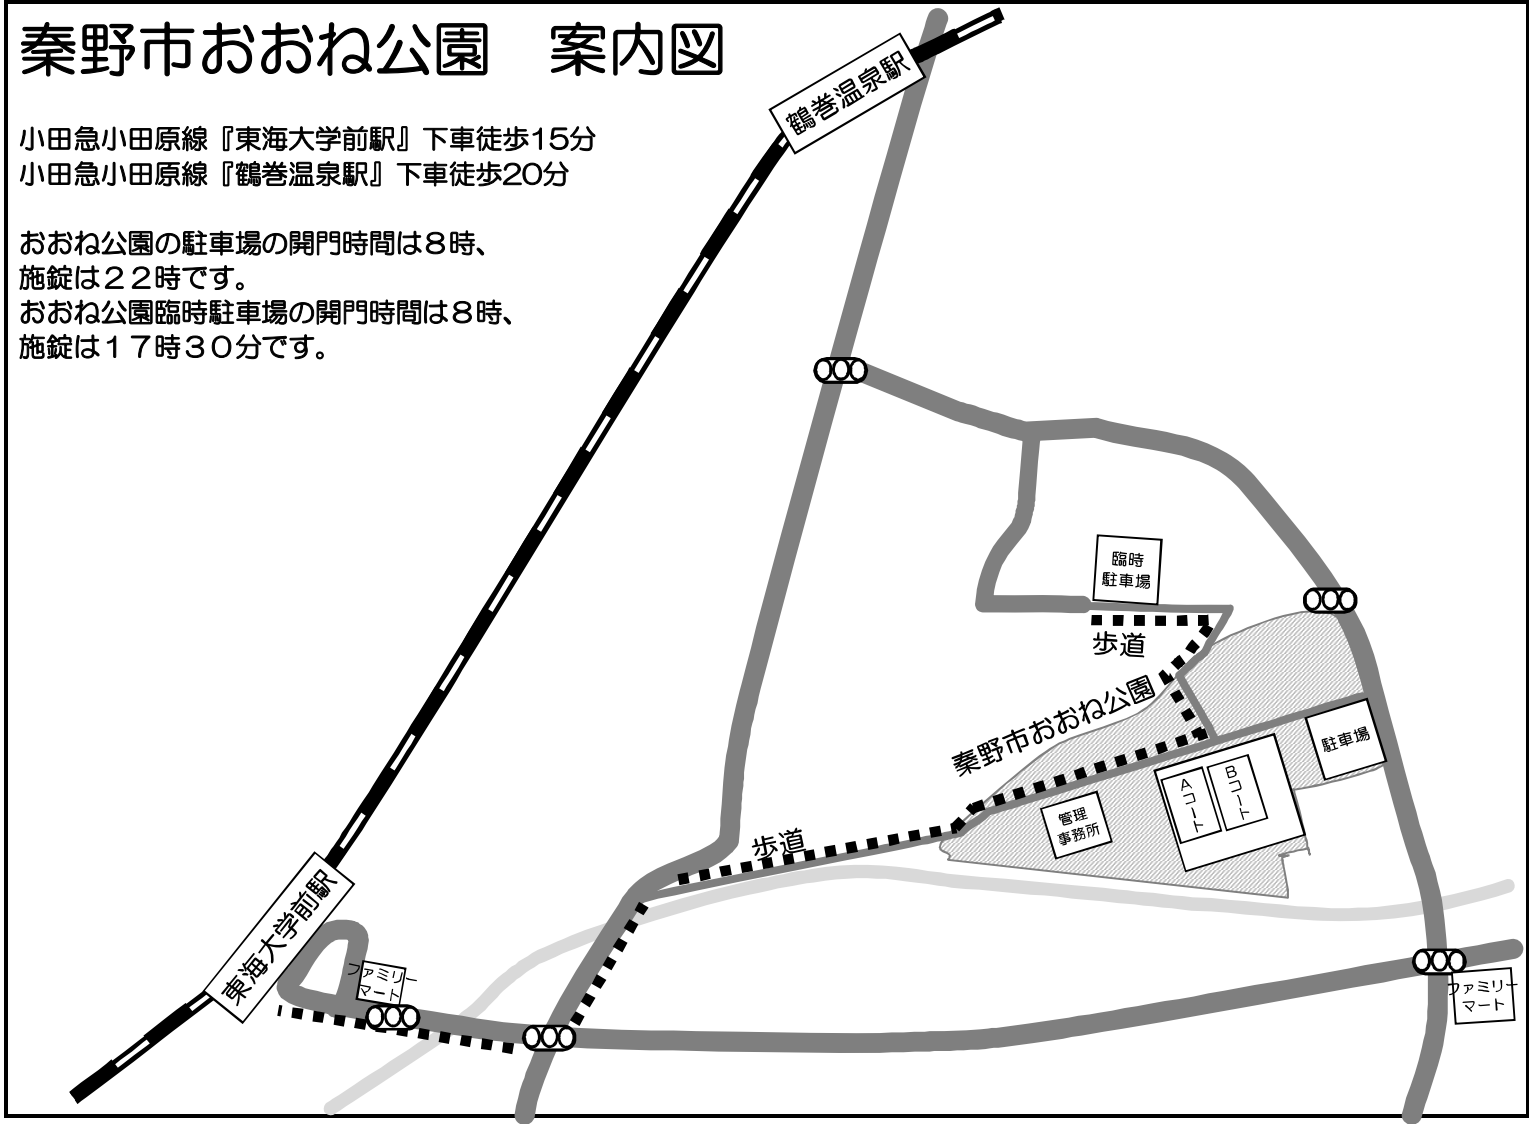 秦野市おおね公園　案内図
小田急小田原線『東海大学前駅』下車徒歩15分
小田急小田原線『鶴巻温泉駅』下車徒歩20分
おおね公園の駐車場の開門時間は８時、
施錠は２２時です。
おおね公園臨時駐車場の開門時間は８時、
施錠は１７時３０分です。
鶴巻温泉駅
臨時
駐車場
歩道
秦野市おおね公園
駐車場
Aコート
Bコート
管理
事務所
歩道
東海大学前駅
ファミリー
マート
ファミリー
マート